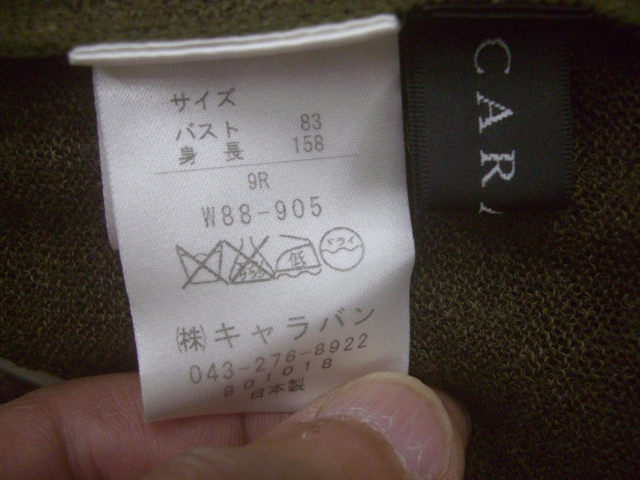 サイズ
バスト 83
身長 158
9R
W88-905
低
ドライ
㈱キャラバン
043-276-8922
801018
日本製
CARA